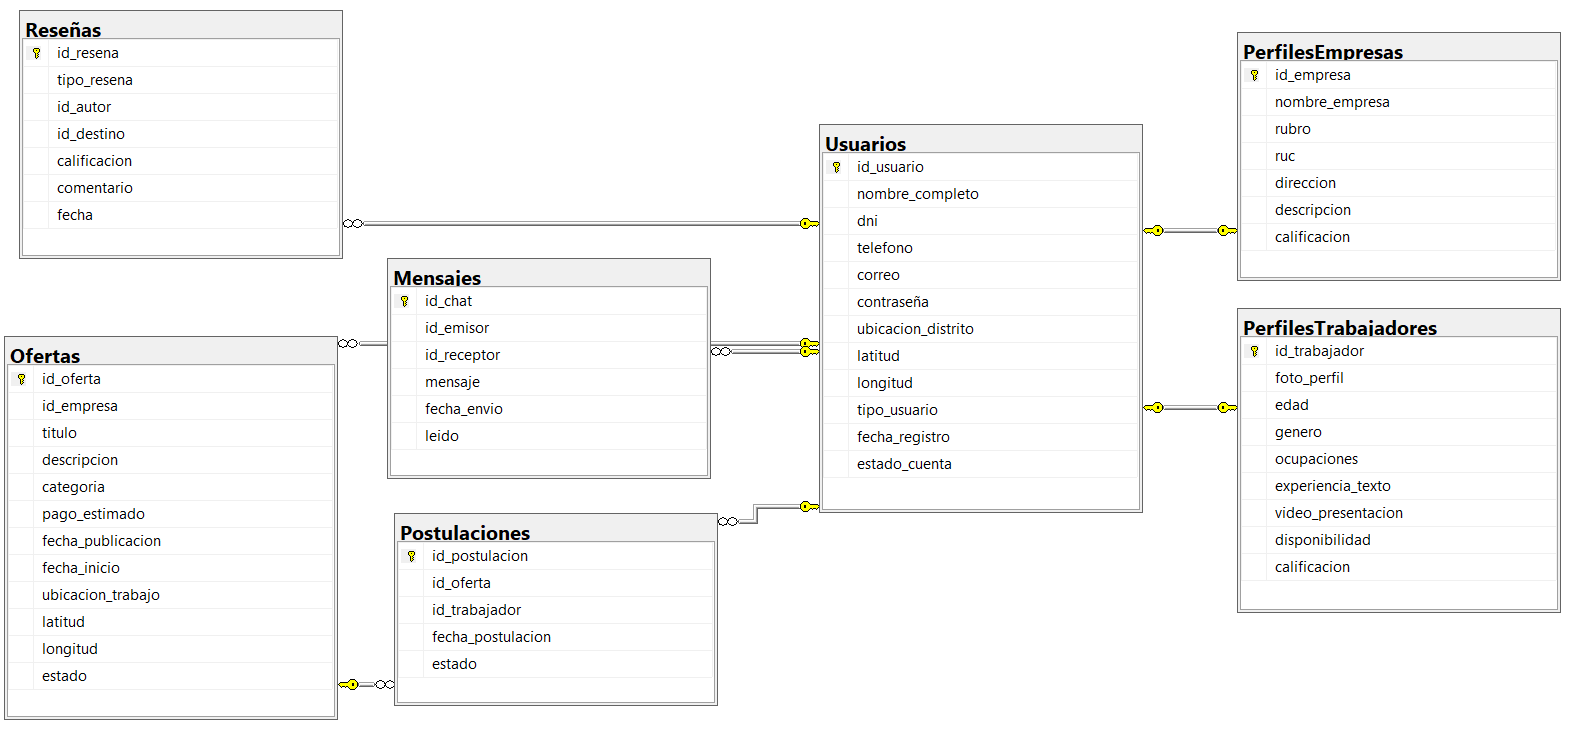 Reseñas
id_resena
tipo_resena
id_autor
id_destino
calificacion
comentario
fecha
Mensajes
id_chat
id_emisor
id_receptor
mensaje
fecha_envio
leido
Ofertas
id_oferta
id_empresa
titulo
descripcion
categoria
pago_estimado
fecha_publicacion
fecha_inicio
ubicacion_trabajo
latitud
longitud
estado
Postulaciones
id_postulacion
id_oferta
id_trabajador
fecha_postulacion
estado
Usuarios
id_usuario
nombre_completo
dni
telefono
correo
contraseña
ubicacion_distrito
latitud
longitud
tipo_usuario
fecha_registro
estado_cuenta
PerfilesEmpresas
id_empresa
nombre_empresa
rubro
ruc
direccion
descripcion
calificacion
PerfilesTrabajadores
id_trabajador
foto_perfil
edad
genero
ocupaciones
experiencia_texto
video_presentacion
disponibilidad
calificacion